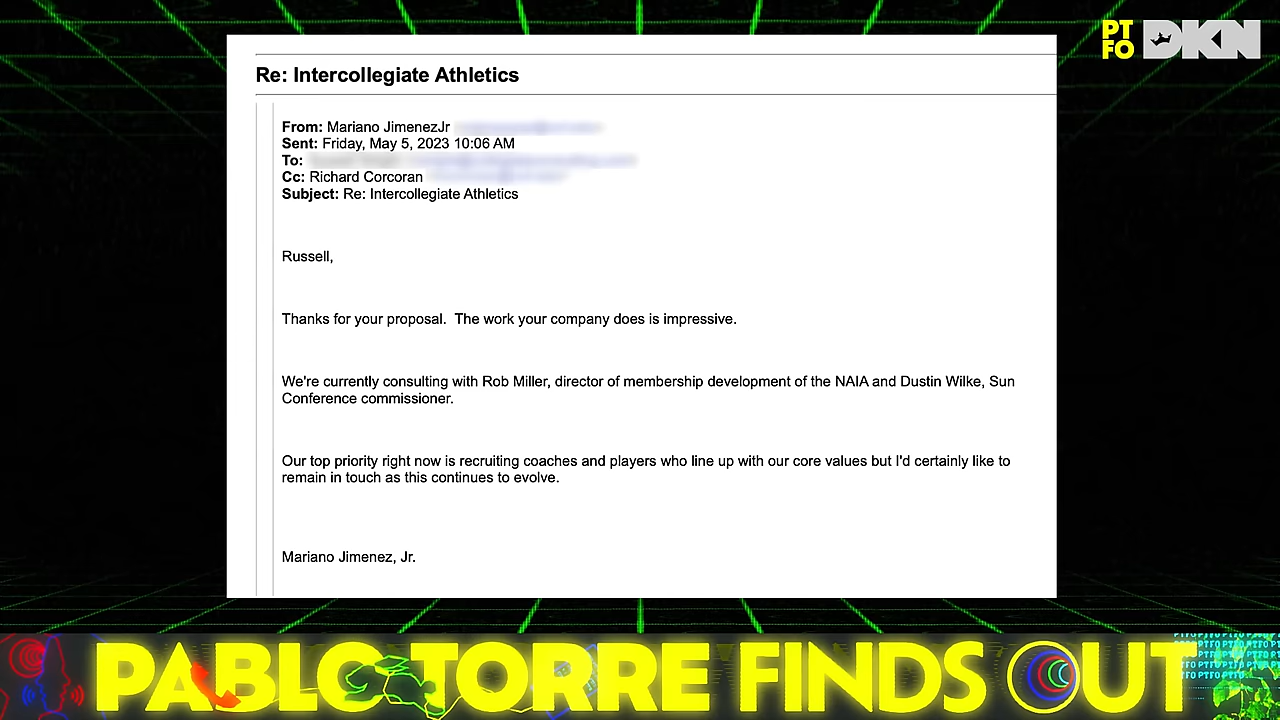 PT
FO
DKN
Re: Intercollegiate Athletics
From: Mariano JimenezJr
Sent: Friday, May 5, 2023 10:06 AM
To:
Cc: Richard Corcoran
Subject: Re: Intercollegiate Athletics
Russell,
Thanks for your proposal.  The work your company does is impressive.
We're currently consulting with Rob Miller, director of membership development of the NAIA and Dustin Wilke, Sun
Conference commissioner.
Our top priority right now is recruiting coaches and players who line up with our core values but I'd certainly like to
remain in touch as this continues to evolve.
Mariano Jimenez, Jr.
PABLO TORRE FINDS OUT